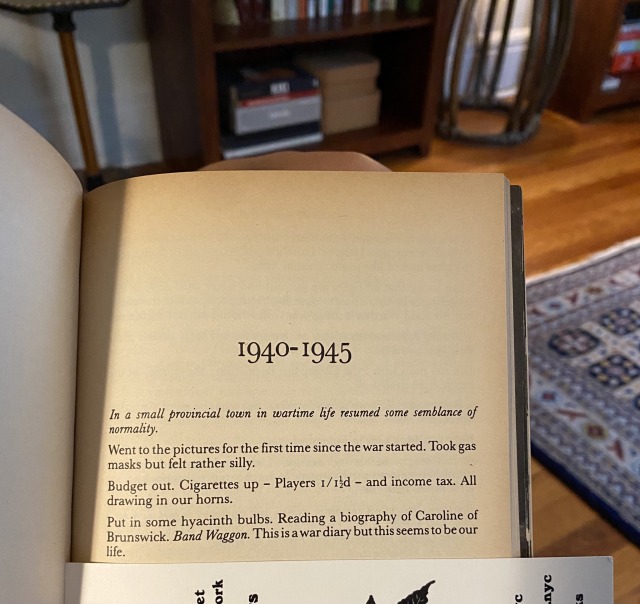 1940-1945
In a small provincial town in wartime life resumed some semblance of
normality.
Went to the pictures for the first time since the war started. Took gas
masks but felt rather silly.
Budget out. Cigarettes up – Players 1/1½d – and income tax. All
drawing in our horns.
Put in some hyacinth bulbs. Reading a biography of Caroline of
Brunswick. Band Waggon. This is a war diary but this seems to be our
life.